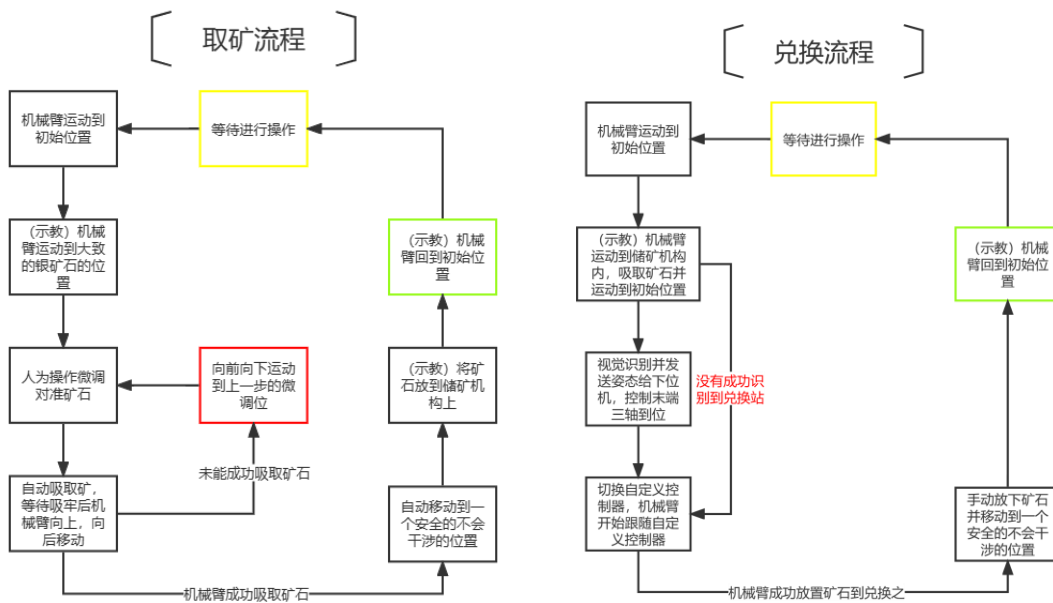 取矿流程
机械臂运动到
初始位置
等待进行操作
（示教）机械
臂运动到大致
的银矿石的位
置
（示教）机械
臂回到初始位
置
人为操作微调
对准矿石
向前向下运动
到上一步的微
调位
（示教）将矿
石放到储矿机
构上
未能成功吸取矿石
自动吸取矿，
等待吸牢后机
械臂向上，向
后移动
自动移动到一
个安全的不会
干涉的位置
机械臂成功吸取矿石
兑换流程
机械臂运动到
初始位置
等待进行操作
（示教）机械臂
运动到储矿机构
内，吸取矿石并
运动到初始位置
（示教）机械
臂回到初始位
置
视觉识别并发
送姿态给下位
机，控制末端
三轴到位
没有成功识
别到兑换站
切换自定义控
制器，机械臂
开始跟随自定
义控制器
手动放下矿石
并移动到一个
安全的不会干
涉的位置
机械臂成功放置矿石到兑换之